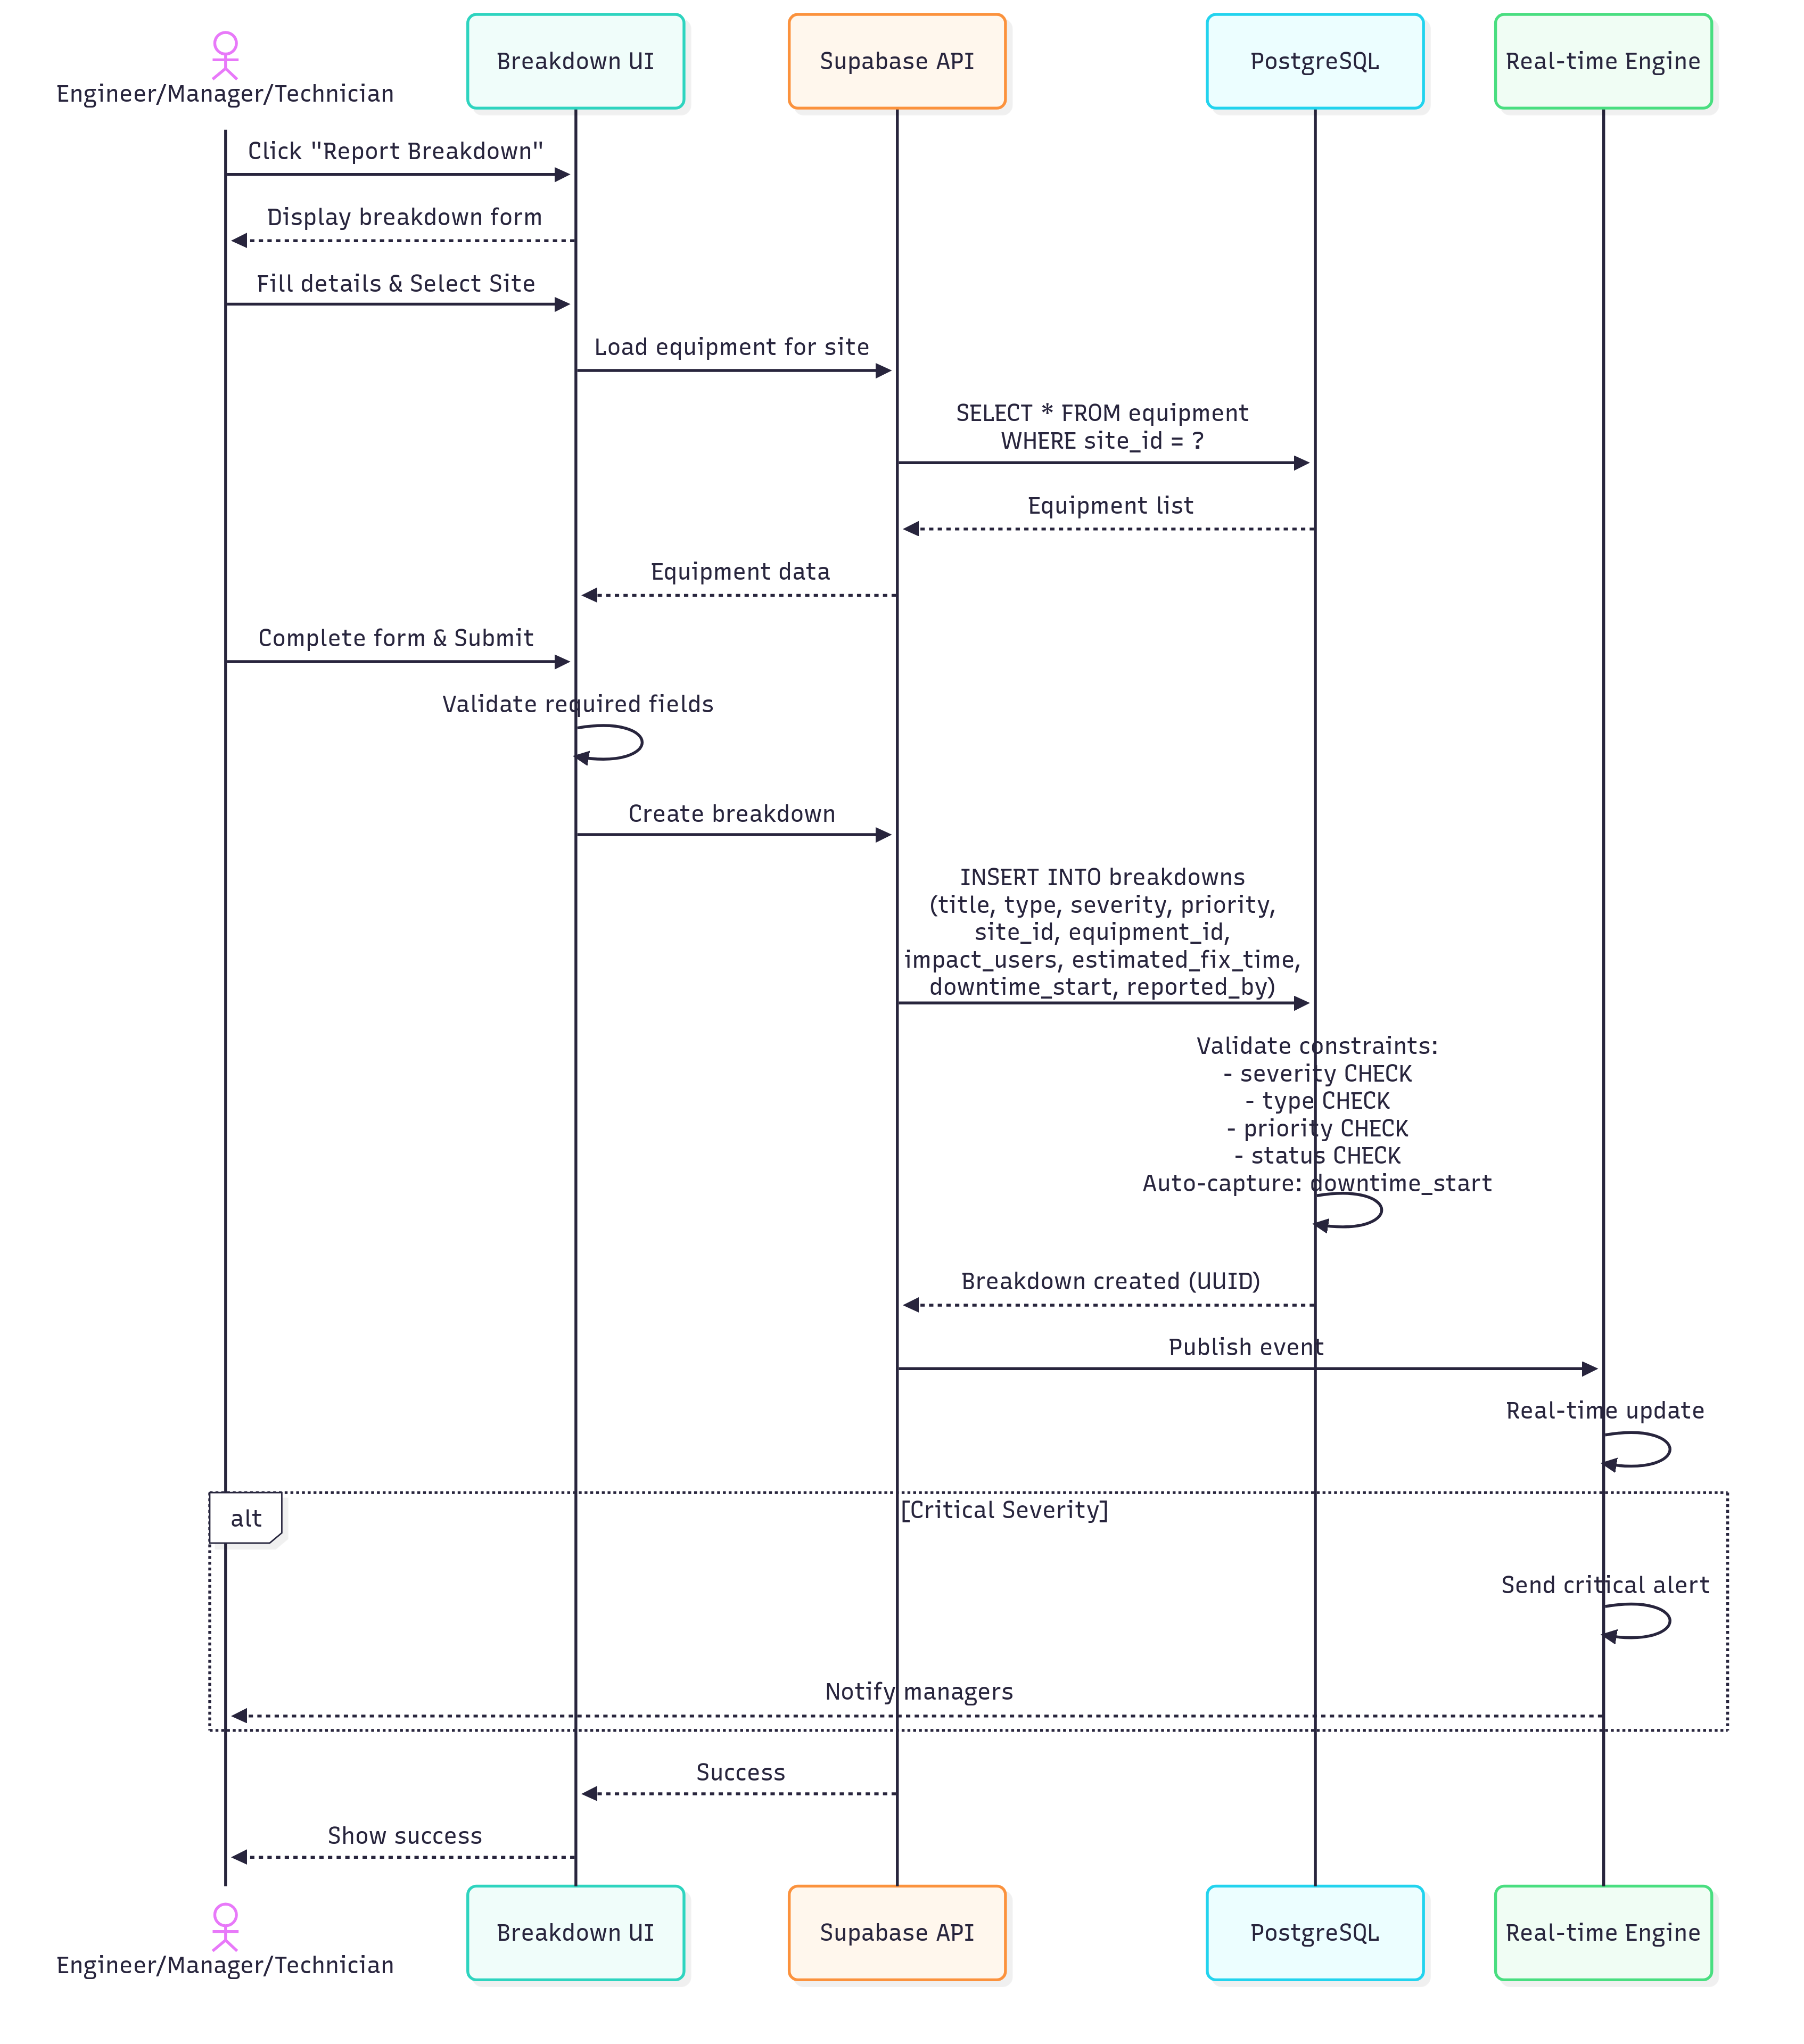 Engineer/Manager/Technician
Breakdown UI
Supabase API
PostgreSQL
Real-time Engine
Click "Report Breakdown"
Display breakdown form
Fill details & Select Site
Load equipment for site
SELECT * FROM equipment
WHERE site_id = ?
Equipment list
Equipment data
Complete form & Submit
Validate required fields
Create breakdown
INSERT INTO breakdowns
(title, type, severity, priority,
site_id, equipment_id,
impact_users, estimated_fix_time,
downtime_start, reported_by)
Validate constraints:
- severity CHECK
- type CHECK
- priority CHECK
- status CHECK
Auto-capture: downtime_start
Breakdown created (UUID)
Publish event
Real-time update
alt
[Critical Severity]
Send critical alert
Notify managers
Success
Show success
Engineer/Manager/Technician
Breakdown UI
Supabase API
PostgreSQL
Real-time Engine